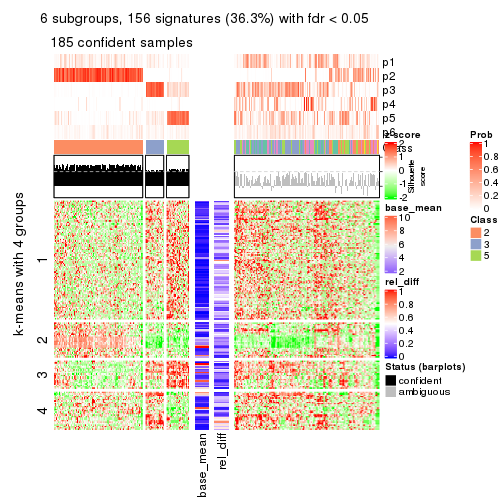 6 subgroups, 156 signatures (36.3%) with fdr < 0.05
185 confident samples
p1
p2
p3
p4
p5
p6
z-score
2
1
0
-1
-2
Silhouette
score
Prob
1
0.8
0.6
0.4
0.2
0
base_mean
10
8
6
4
2
Class
2
3
5
rel_diff
1
0.8
0.6
0.4
0.2
0
Status (barplots)
confident
ambiguous
k-means with 4 groups
1
2
3
4
base_mean
rel_diff